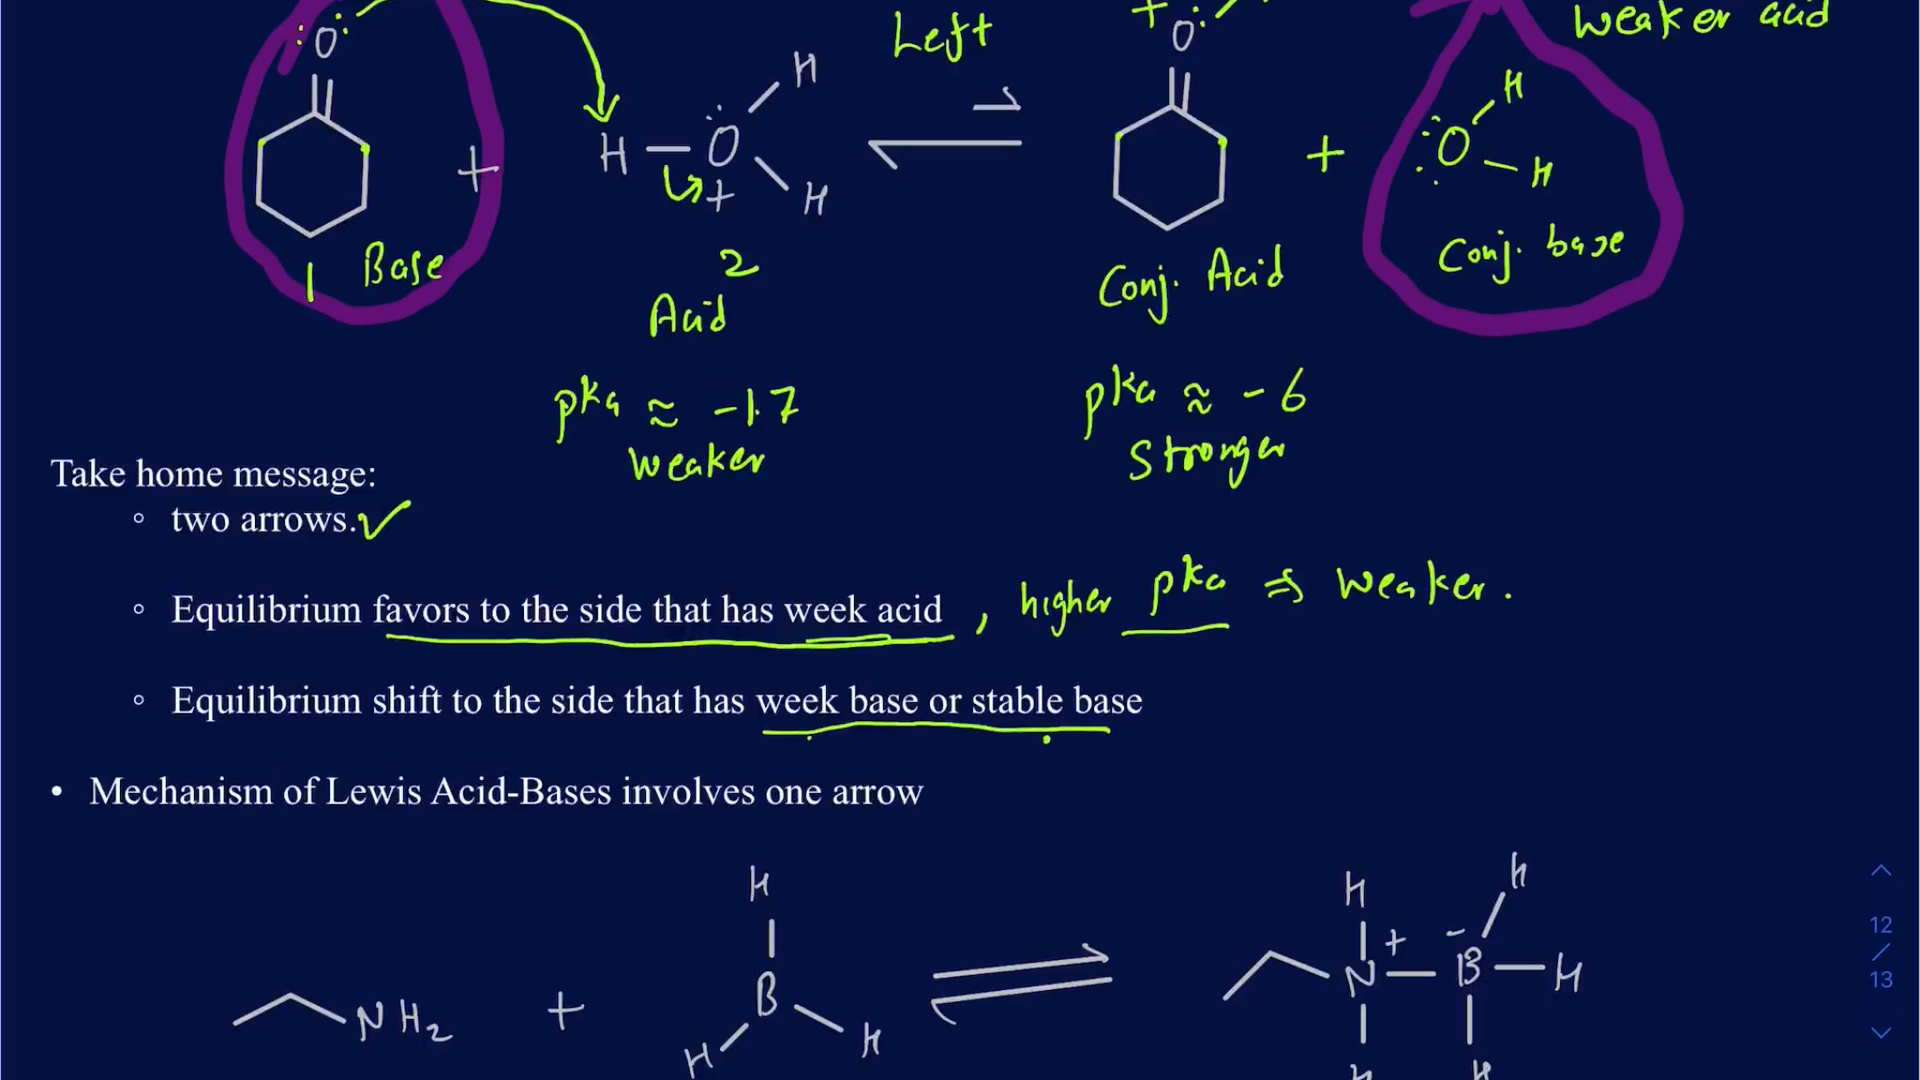 :O: Left + O: Weaker acid
+ H – O – H + O – H
+ H H
1 Base 2 Conj. Acid Conj. base
Acid
pka ≈ -1.7 pka ≈ -6
Weaker Stronger
Take home message:
◦ two arrows. ✓
◦ Equilibrium favors to the side that has week acid , higher pka ⇒ Weaker.
◦ Equilibrium shift to the side that has week base or stable base
• Mechanism of Lewis Acid-Bases involves one arrow
H H h
NH2 + B N + - B – H
H H
12
/
13